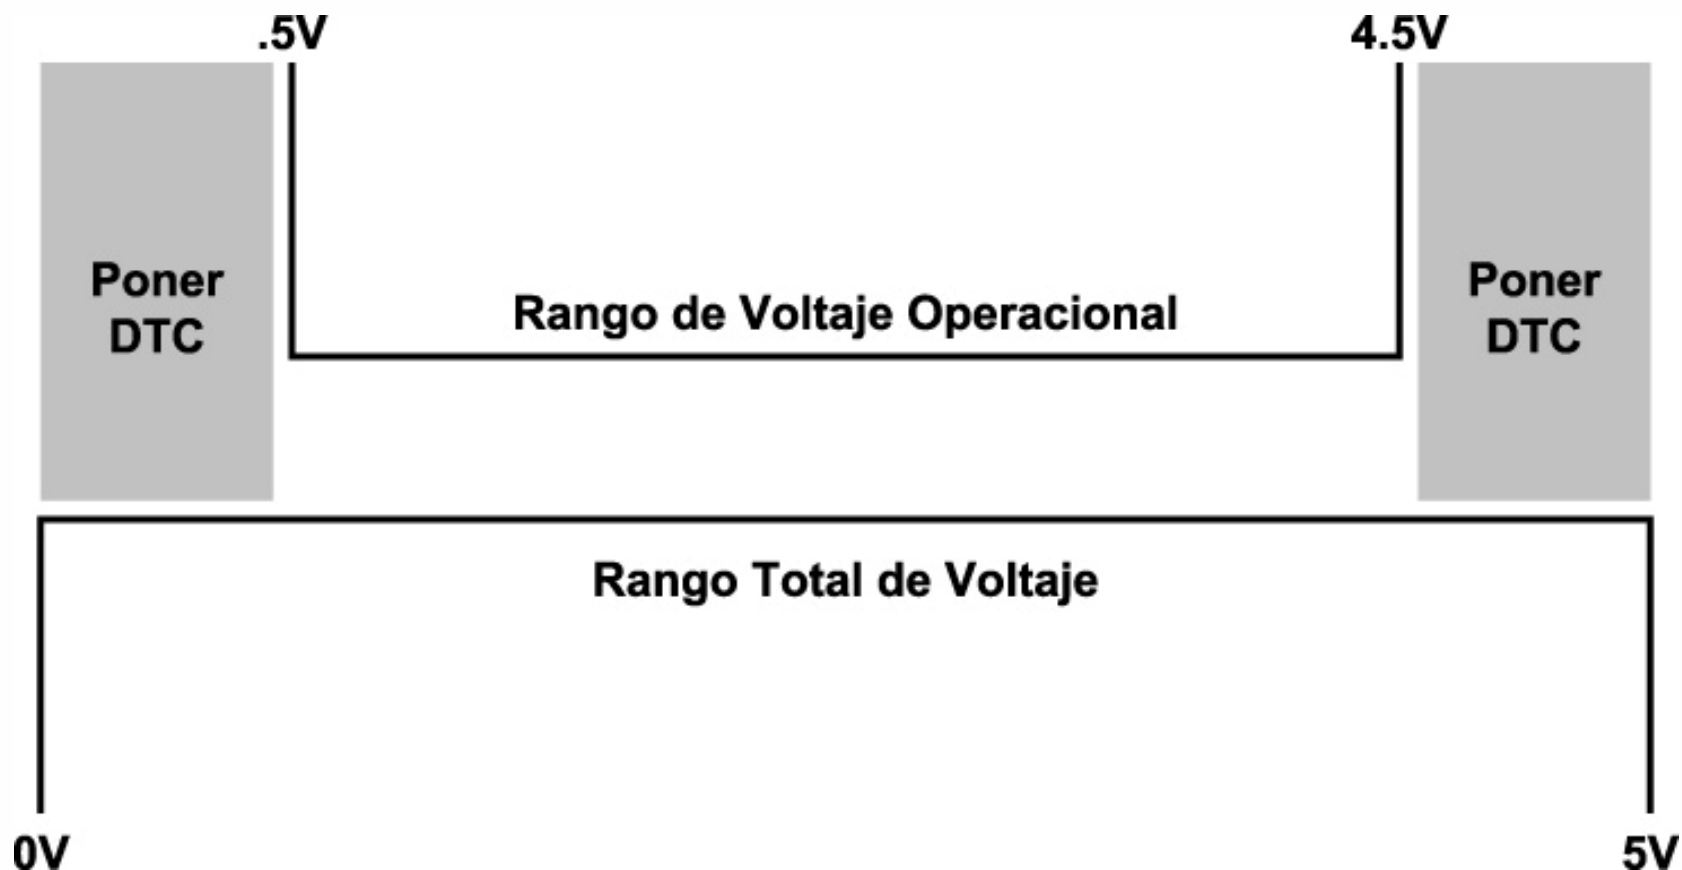 .5V
4.5V
Poner
DTC
Rango de Voltaje Operacional
Poner
DTC
Rango Total de Voltaje
0V
5V